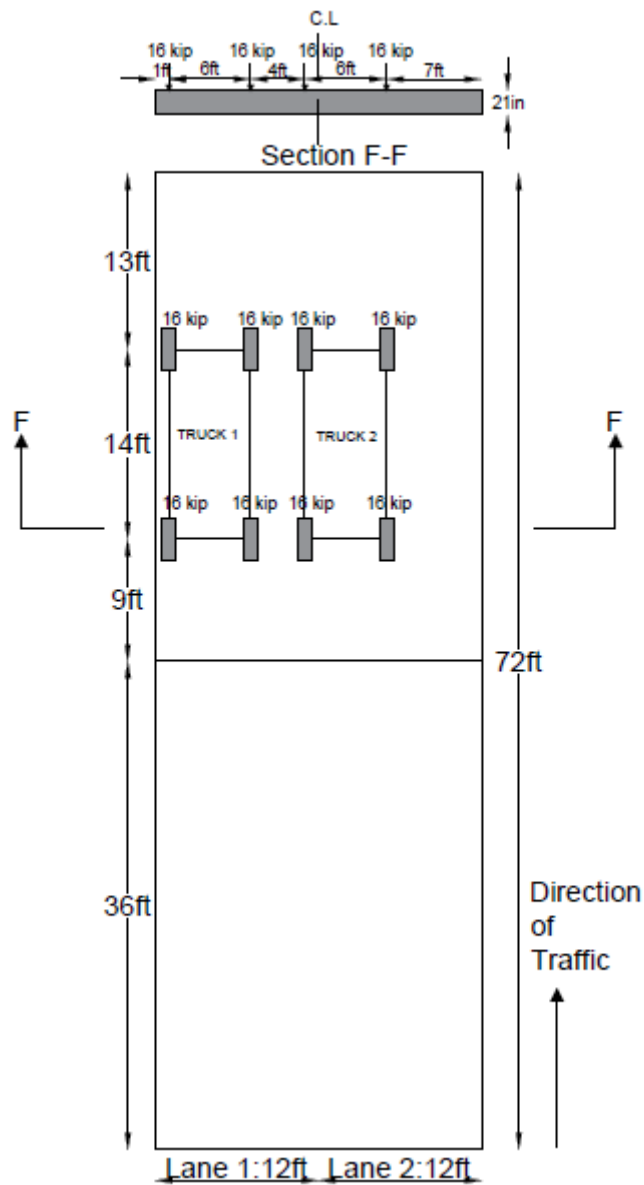 C.L
16 kip 16 kip 16 kip 16 kip
1ft 6ft 4ft 6ft 7ft
21in
Section F-F
13ft
16 kip 16 kip 16 kip 16 kip
F F
14ft
TRUCK 1 TRUCK 2
16 kip 16 kip 16 kip 16 kip
9ft
72ft
36ft
Direction
of
Traffic
Lane 1:12ft Lane 2:12ft